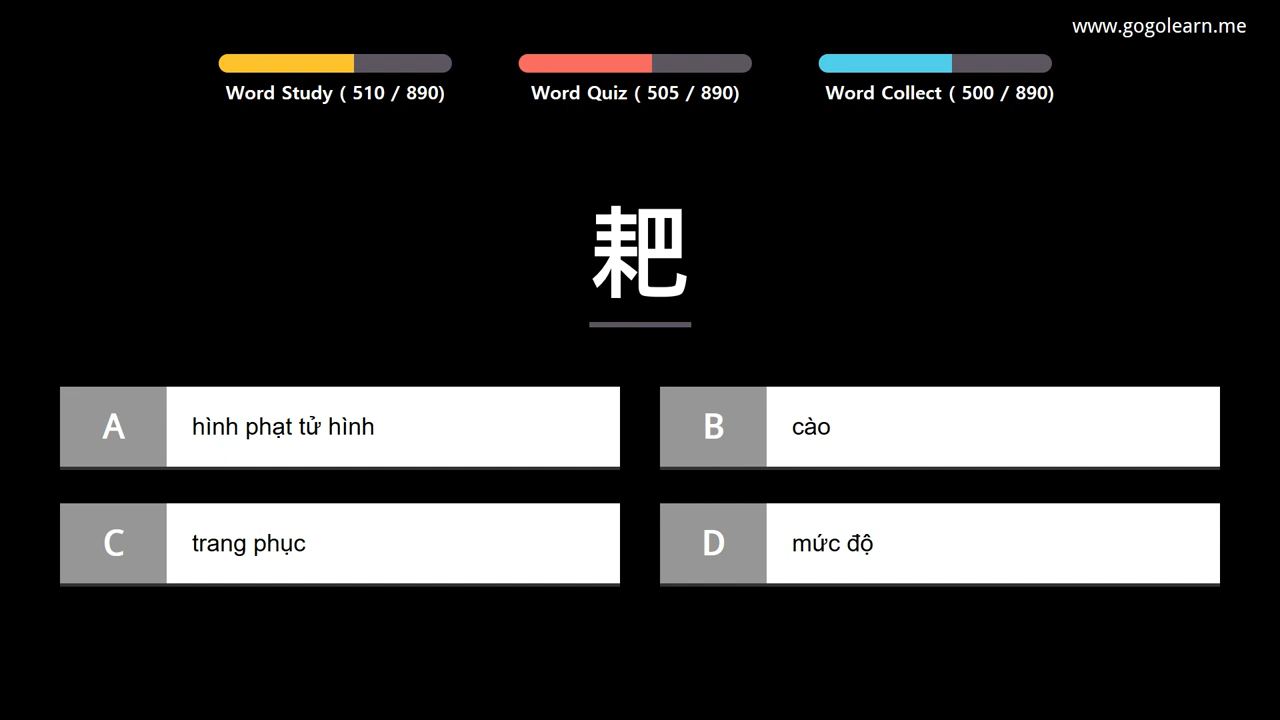 www.gogolearn.me
Word Study ( 510 / 890)
Word Quiz ( 505 / 890)
Word Collect ( 500 / 890)
耙
A
hình phạt tử hình
B
cào
C
trang phục
D
mức độ